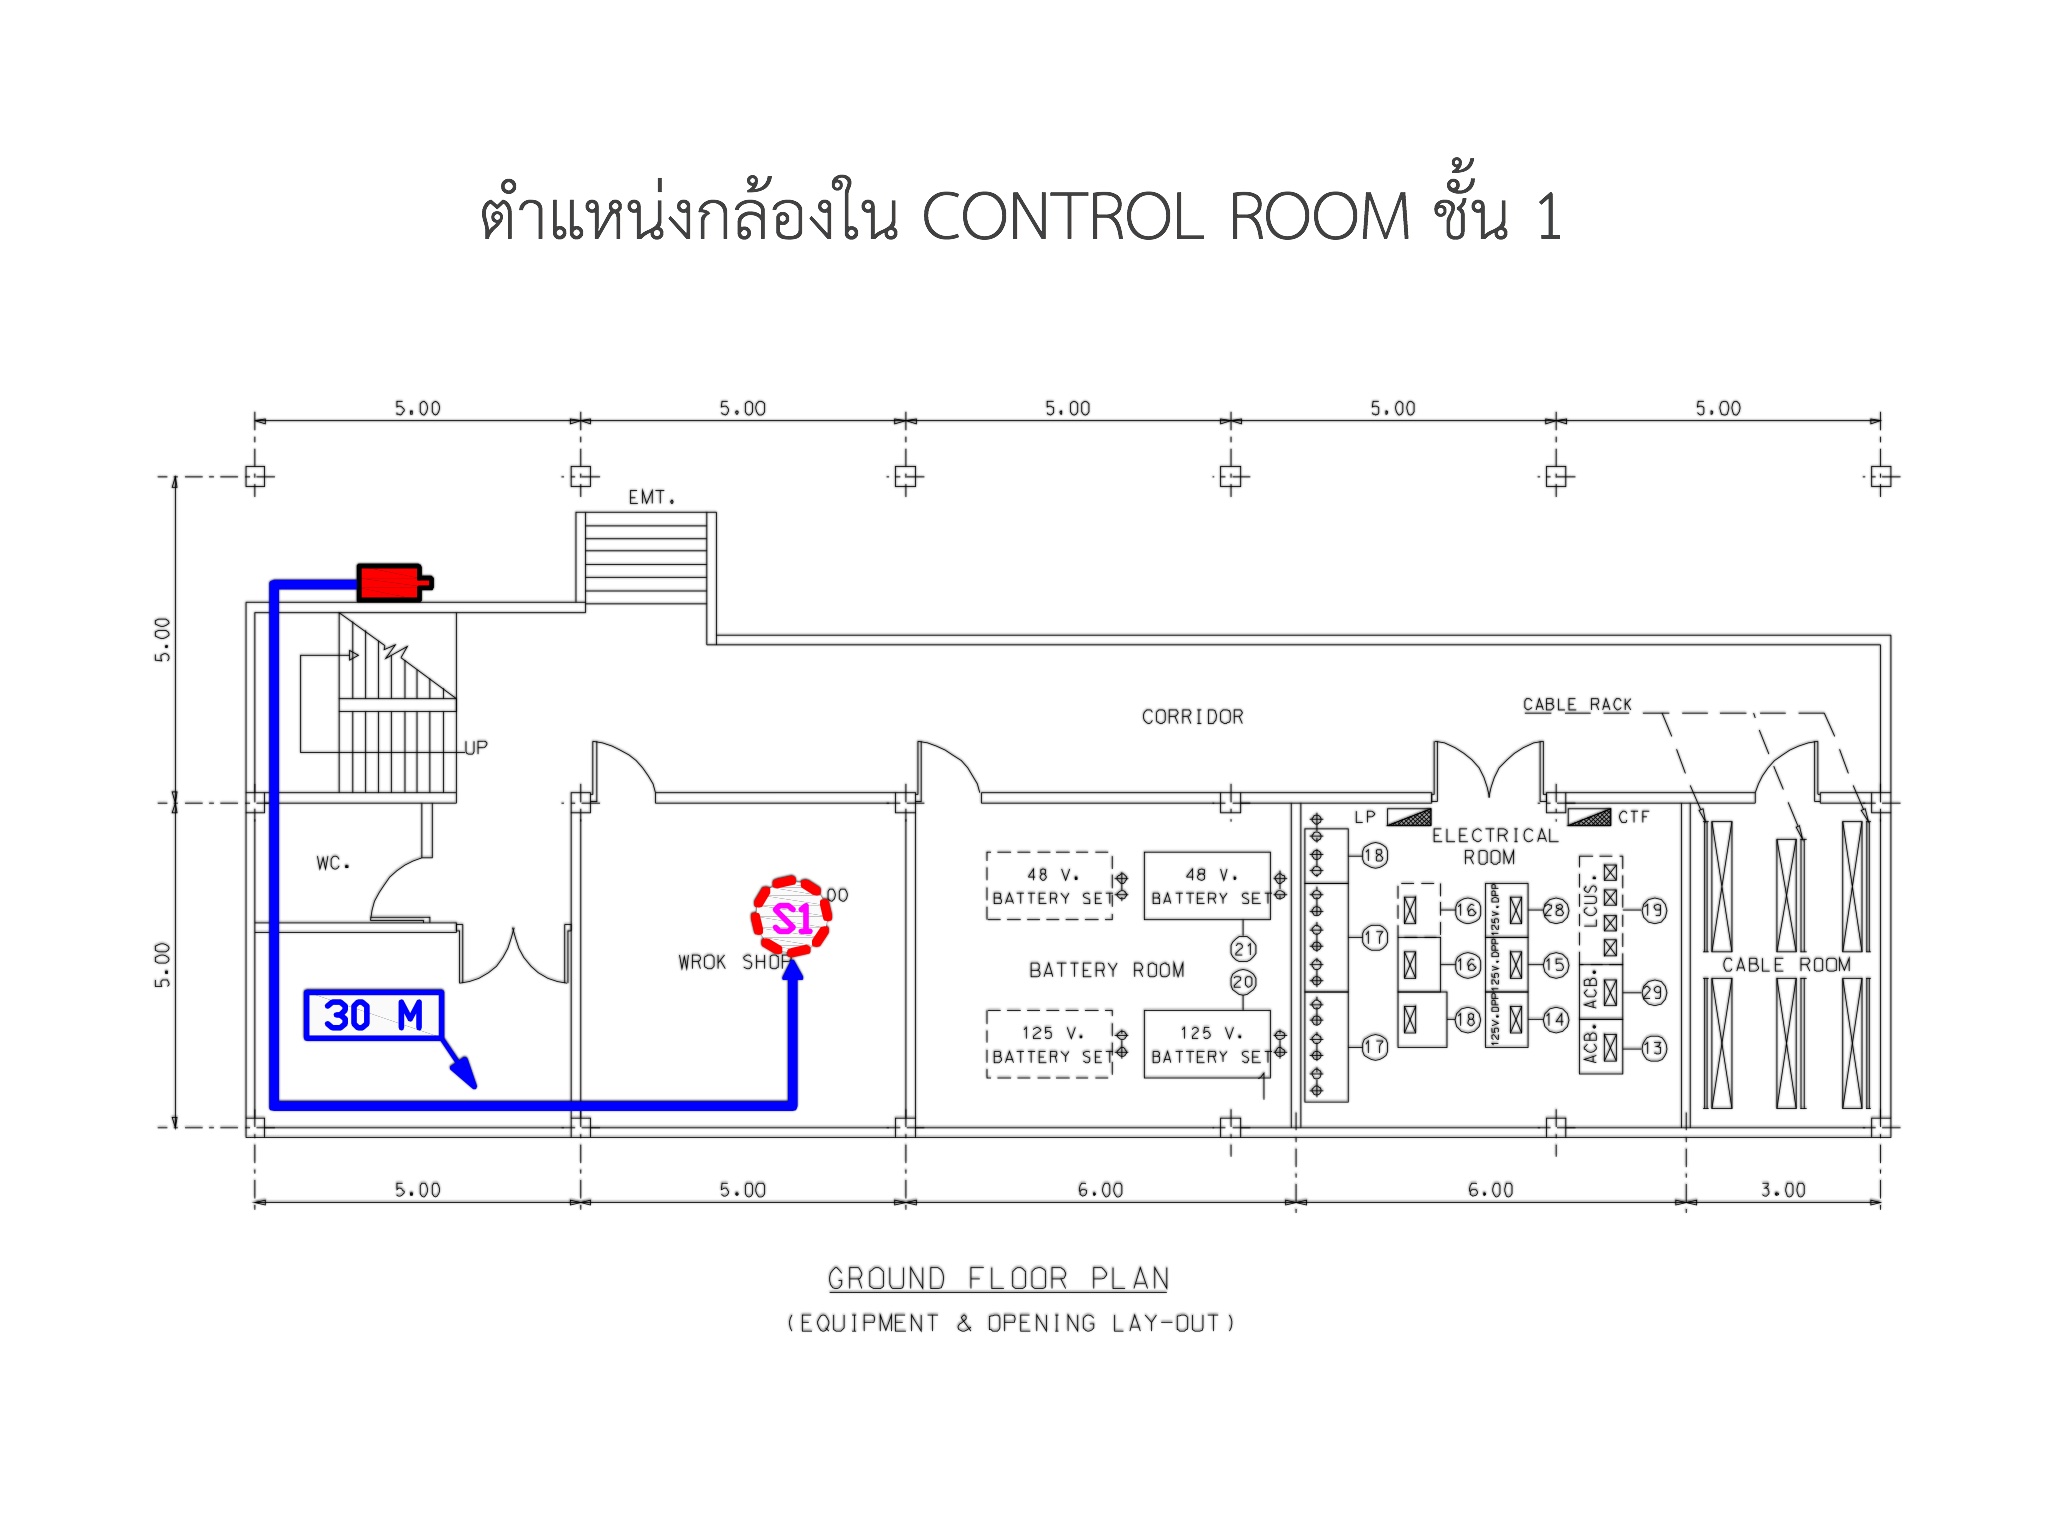 ตำแหน่งกล้องใน CONTROL ROOM ชั้น 1
5.00 5.00 5.00 5.00 5.00
EMT.
5.00
CABLE RACK
CORRIDOR
UP
LP
CTF
ELECTRICAL
ROOM
WC.
18
48 V.
BATTERY SET
48 V.
BATTERY SET
S1
16
125V.DPP
28
LCUS.
19
17
21
WROK SHOP
BATTERY ROOM
16
125V.DPP
15
CABLE ROOM
5.00
20
ACB.
29
30 M
125 V.
BATTERY SET
125 V.
BATTERY SET
18
125V.DPP
14
17
ACB.
13
5.00 5.00 6.00 6.00 3.00
GROUND FLOOR PLAN
(EQUIPMENT & OPENING LAY-OUT)